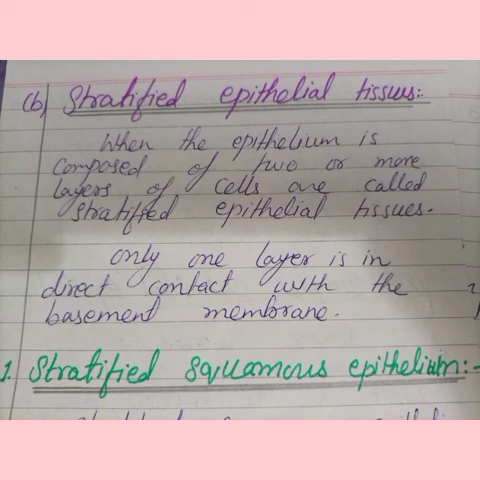 (b) Stratified epithelial tissues:
When the epithelium is
composed of two or more
layers of cells are called
stratified epithelial tissues.
Only one layer is in
direct contact with the
basement membrane.
1. Stratified squamous epithelium:-